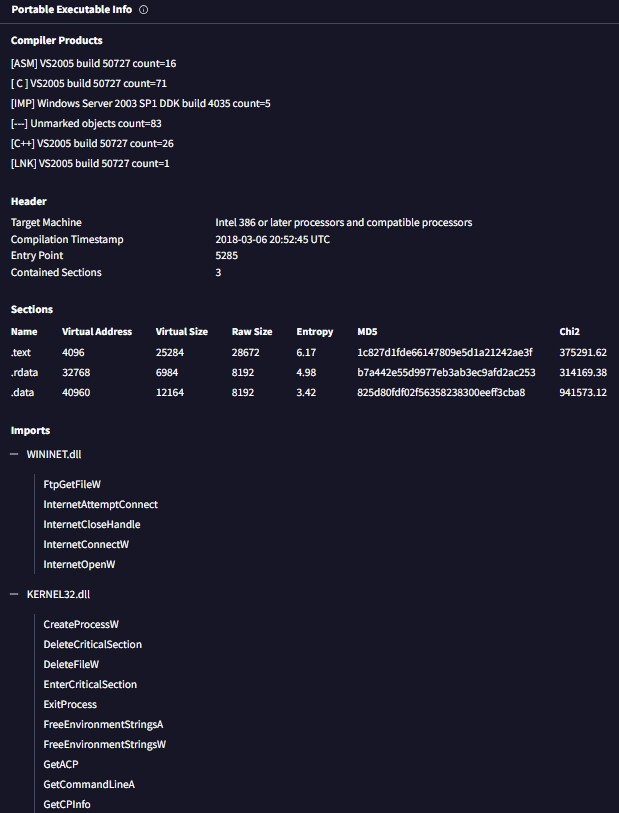 Portable Executable Info
Compiler Products
[ASM] VS2005 build 50727 count=16
[ C ] VS2005 build 50727 count=71
[IMP] Windows Server 2003 SP1 DDK build 4035 count=5
[---] Unmarked objects count=83
[C++] VS2005 build 50727 count=26
[LNK] VS2005 build 50727 count=1
Header
Target Machine Intel 386 or later processors and compatible processors
Compilation Timestamp 2018-03-06 20:52:45 UTC
Entry Point 5285
Contained Sections 3
Sections
Name Virtual Address Virtual Size Raw Size Entropy MD5 Chi2
.text 4096 25284 28672 6.17 1c827d1fde66147809e5d1a21242ae3f 375291.62
.rdata 32768 6984 8192 4.98 b7a442e55d9977eb3ab3ec9afd2ac253 314169.38
.data 40960 12164 8192 3.42 825d80fdf02f56358238300eeff3cba8 941573.12
Imports
WININET.dll
FtpGetFileW
InternetAttemptConnect
InternetCloseHandle
InternetConnectW
InternetOpenW
KERNEL32.dll
CreateProcessW
DeleteCriticalSection
DeleteFileW
EnterCriticalSection
ExitProcess
FreeEnvironmentStringsA
FreeEnvironmentStringsW
GetACP
GetCommandLineA
GetCPInfo